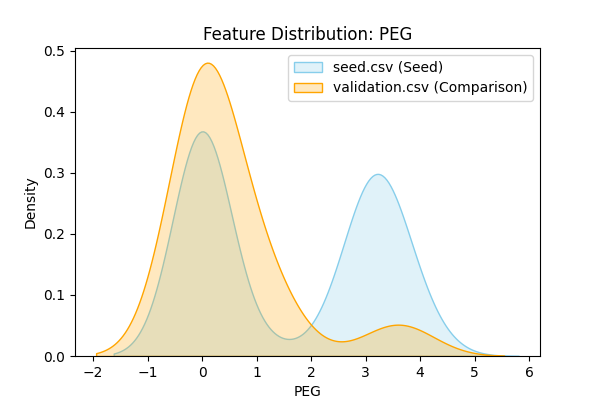 Feature Distribution: PEG
seed.csv (Seed)
validation.csv (Comparison)
Density
0.5
0.4
0.3
0.2
0.1
0.0
−2 −1 0 1 2 3 4 5 6
PEG